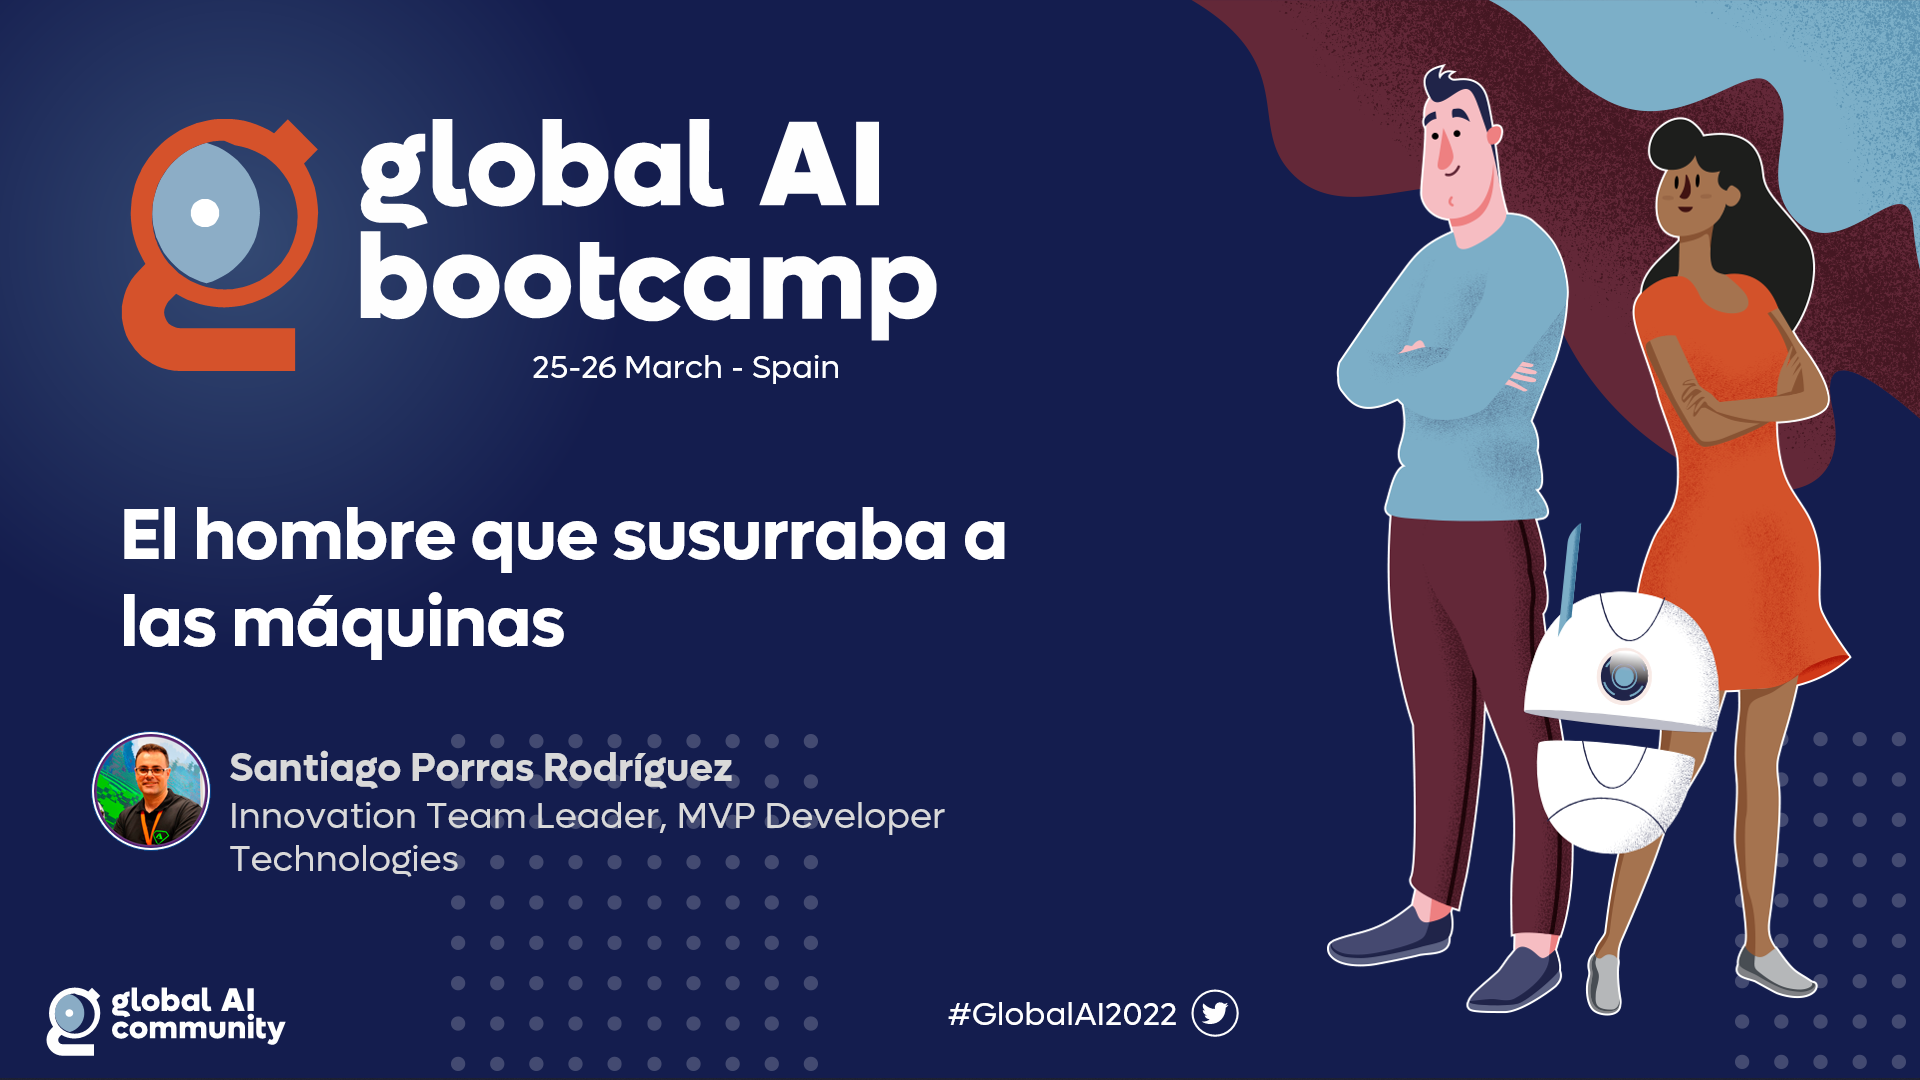 global AI
bootcamp
25-26 March - Spain
El hombre que susurraba a
las máquinas
Santiago Porras Rodríguez
Innovation Team Leader, MVP Developer
Technologies
global AI
community
#GlobalAI2022